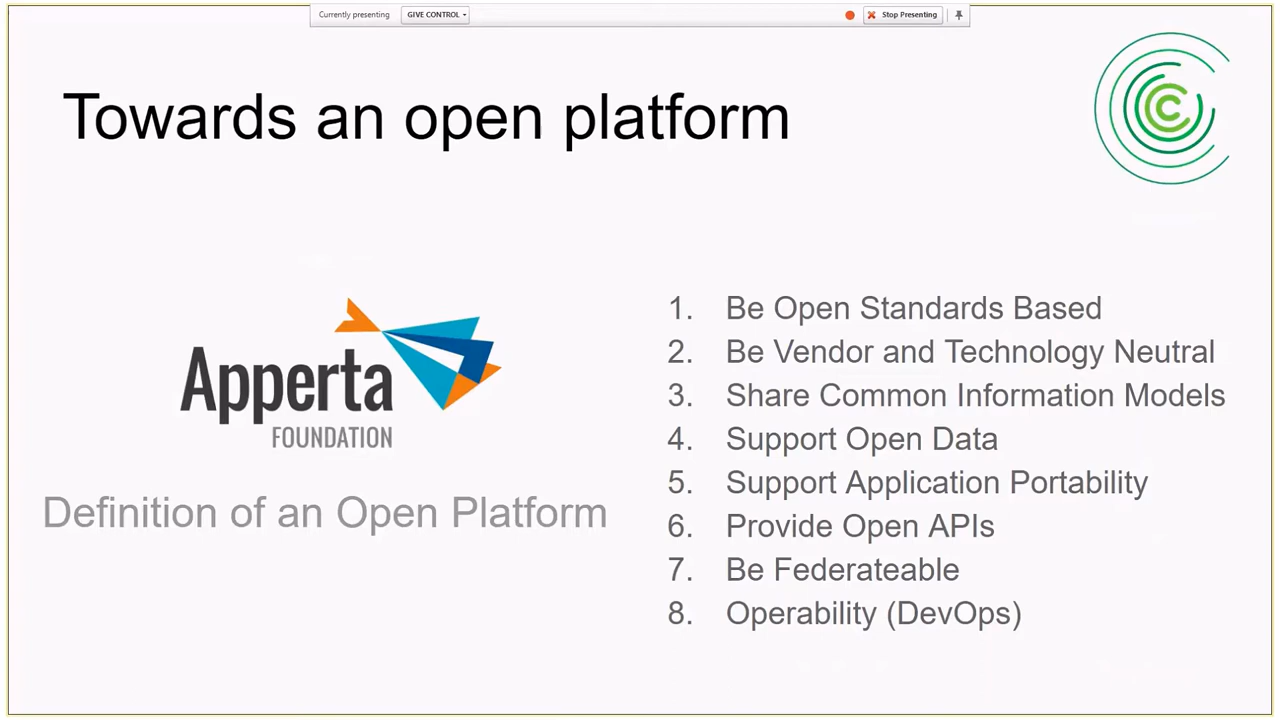 Currently presenting GIVE CONTROL Stop Presenting
Towards an open platform
Apperta
FOUNDATION
Definition of an Open Platform
1. Be Open Standards Based
2. Be Vendor and Technology Neutral
3. Share Common Information Models
4. Support Open Data
5. Support Application Portability
6. Provide Open APIs
7. Be Federateable
8. Operability (DevOps)